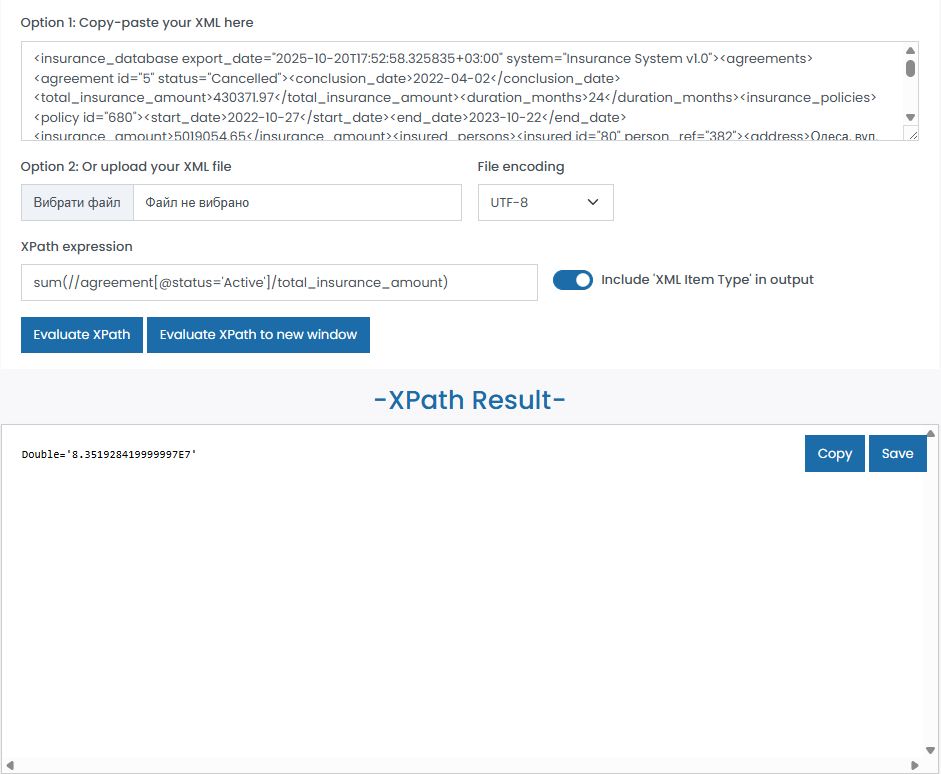 Option 1: Copy-paste your XML here
<insurance_database export_date="2025-10-20T17:52:58.325835+03:00" system="Insurance System v1.0"><agreements>
<agreement id="5" status="Cancelled"><conclusion_date>2022-04-02</conclusion_date>
<total_insurance_amount>430371.97</total_insurance_amount><duration_months>24</duration_months><insurance_policies>
<policy id="680"><start_date>2022-10-27</start_date><end_date>2023-10-22</end_date>
<insurance_amount>5019054.65</insurance_amount><insured_persons><insured id="80" person_ref="382"><address>Одеса, вул.
Option 2: Or upload your XML file
File encoding
Вибрати файл Файл не вибрано
UTF-8
XPath expression
sum(//agreement[@status='Active']/total_insurance_amount)
Include 'XML Item Type' in output
Evaluate XPath
Evaluate XPath to new window
-XPath Result-
Copy
Save
Double='8.351928419999997E7'